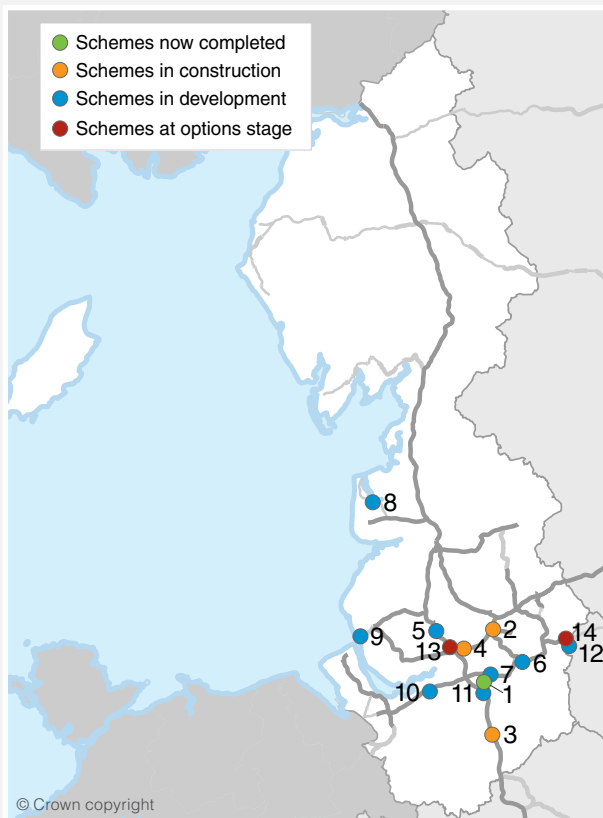 Schemes now completed
Schemes in construction
Schemes in development
Schemes at options stage
8
9
5
2
14
13
4
12
6
7
10
11
1
3
© Crown copyright